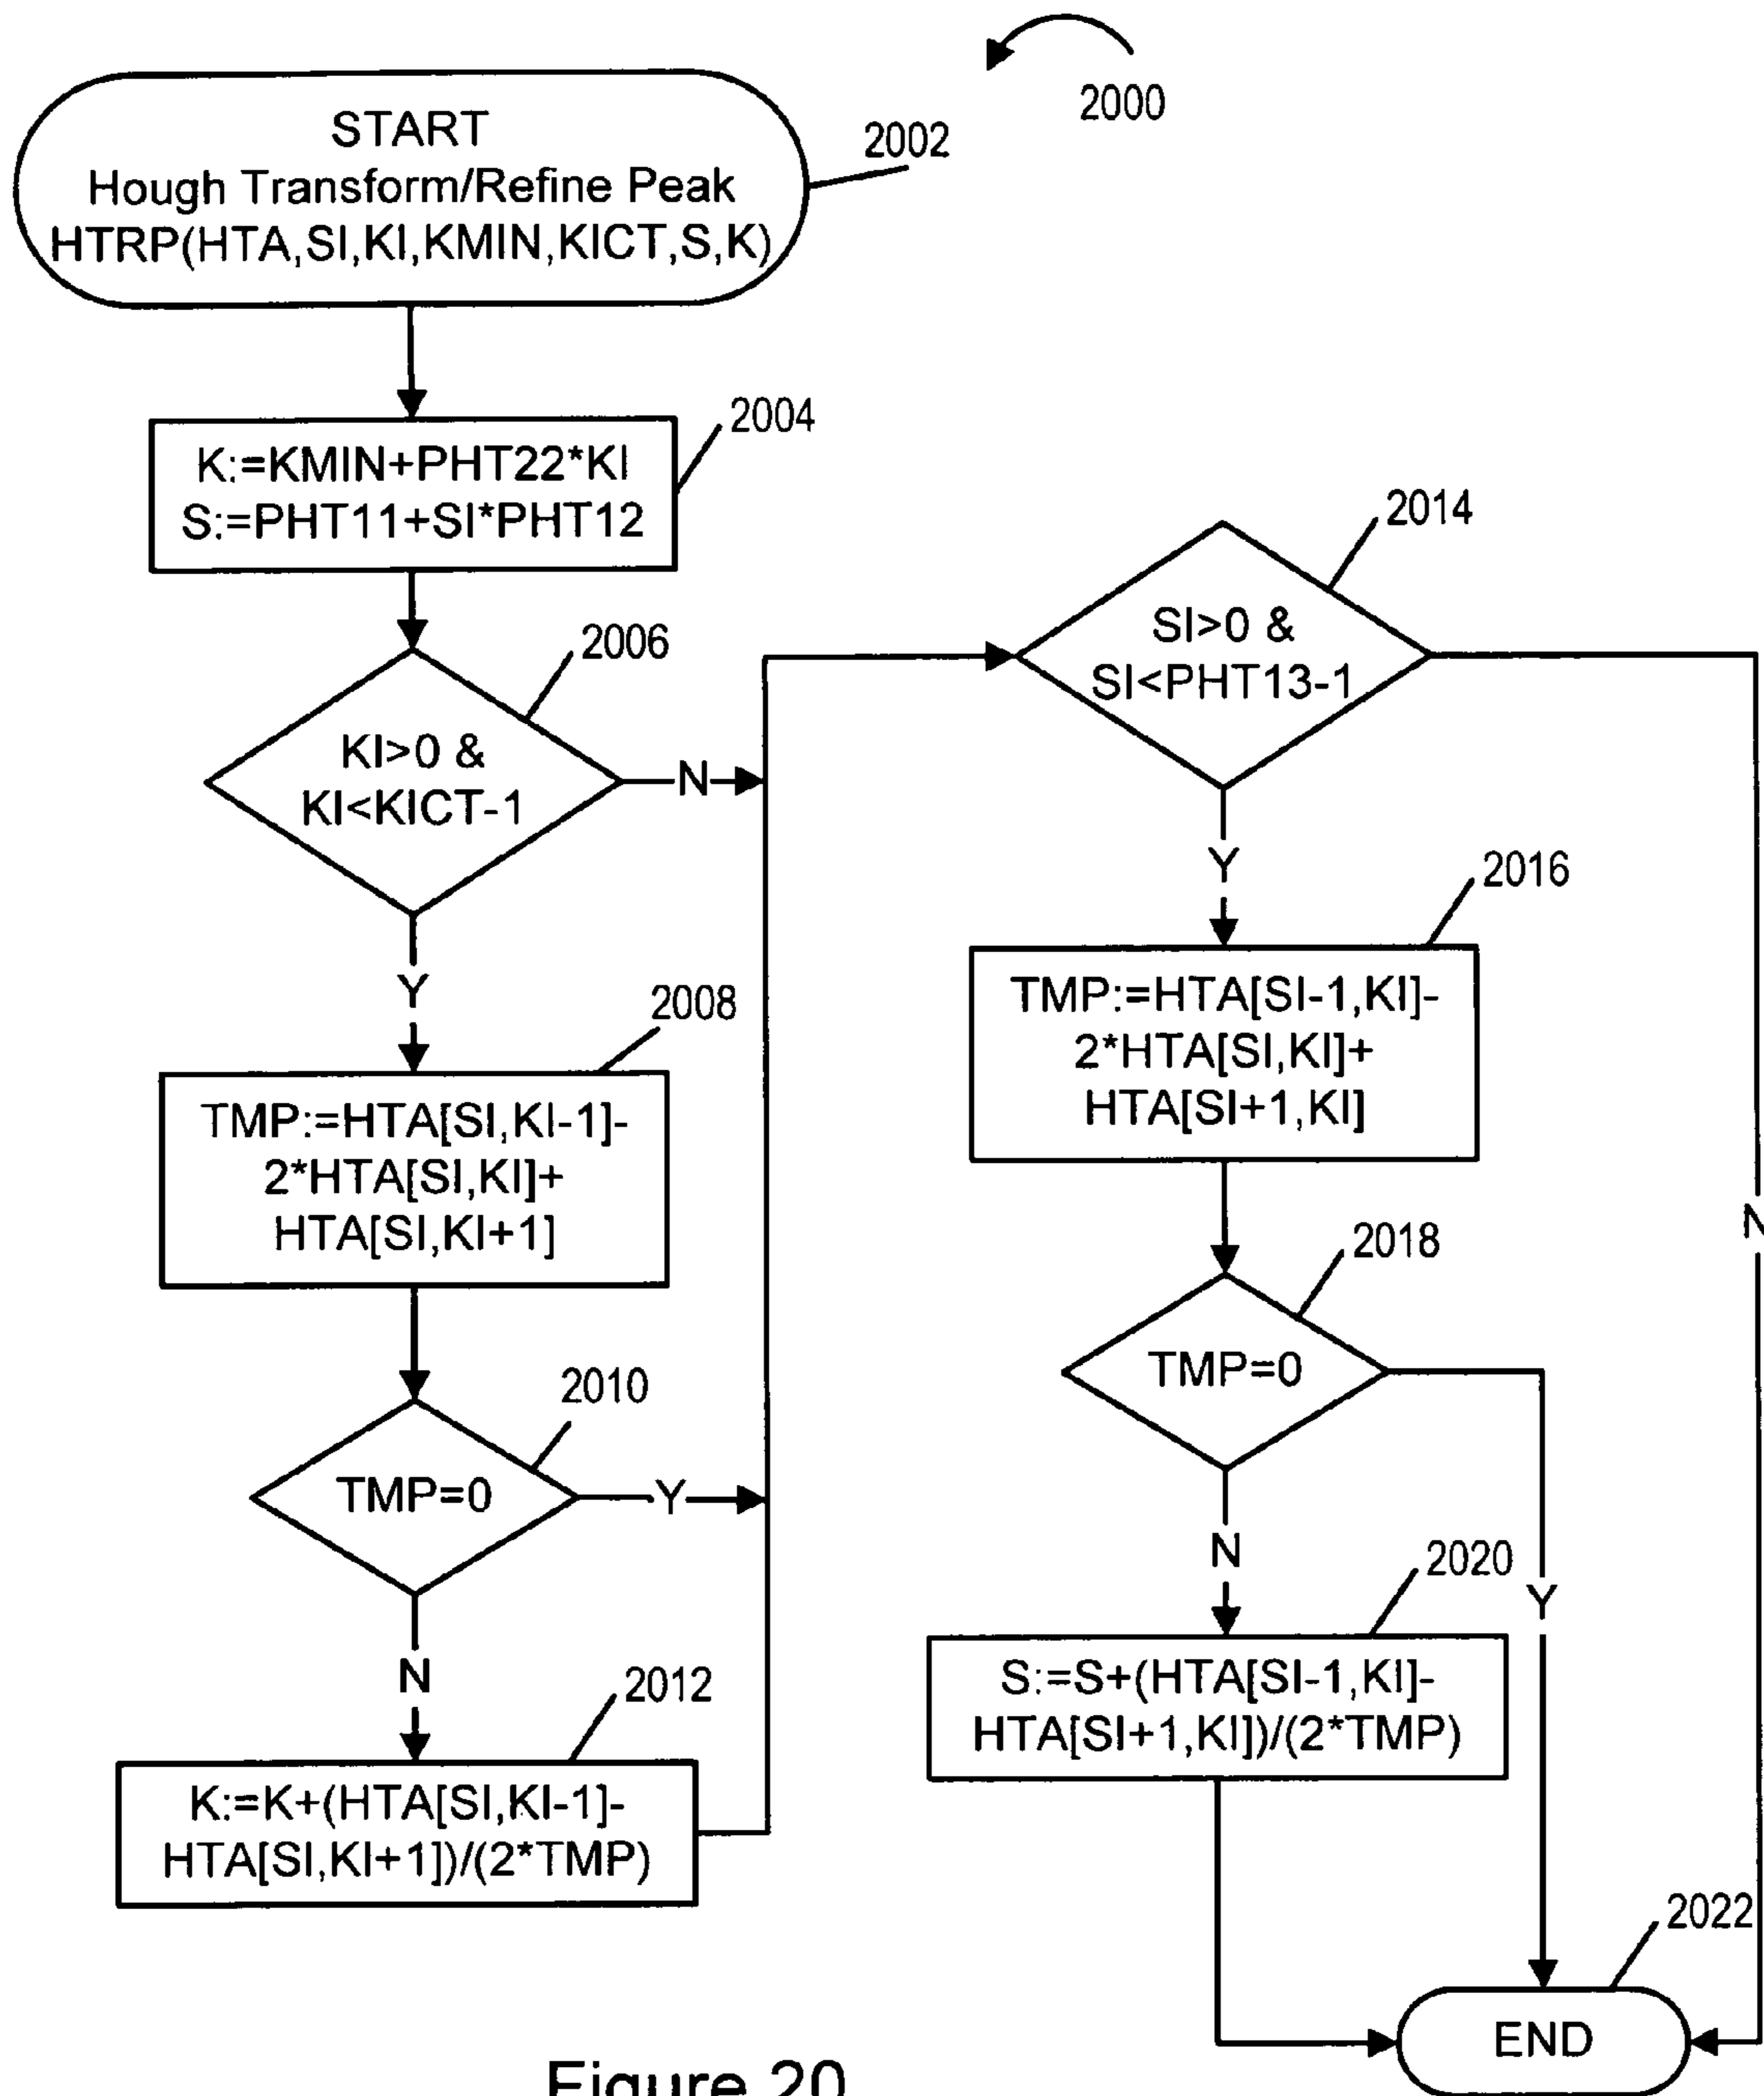 2000
START
Hough Transform/Refine Peak
HTRP(HTA,SI,KI,KMIN,KICT,S,K)
2002
2004
K:=KMIN+PHT22*KI
S:=PHT11+SI*PHT12
2006
KI>0 &
KI<KICT-1
N
Y
2008
TMP:=HTA[SI,KI-1]-
2*HTA[SI,KI]+
HTA[SI,KI+1]
2010
TMP=0
Y
N
2012
K:=K+(HTA[SI,KI-1]-
HTA[SI,KI+1])/(2*TMP)
2014
SI>0 &
SI<PHT13-1
N
Y
2016
TMP:=HTA[SI-1,KI]-
2*HTA[SI,KI]+
HTA[SI+1,KI]
2018
TMP=0
Y
N
2020
S:=S+(HTA[SI-1,KI]-
HTA[SI+1,KI])/(2*TMP)
2022
END
Figure 20